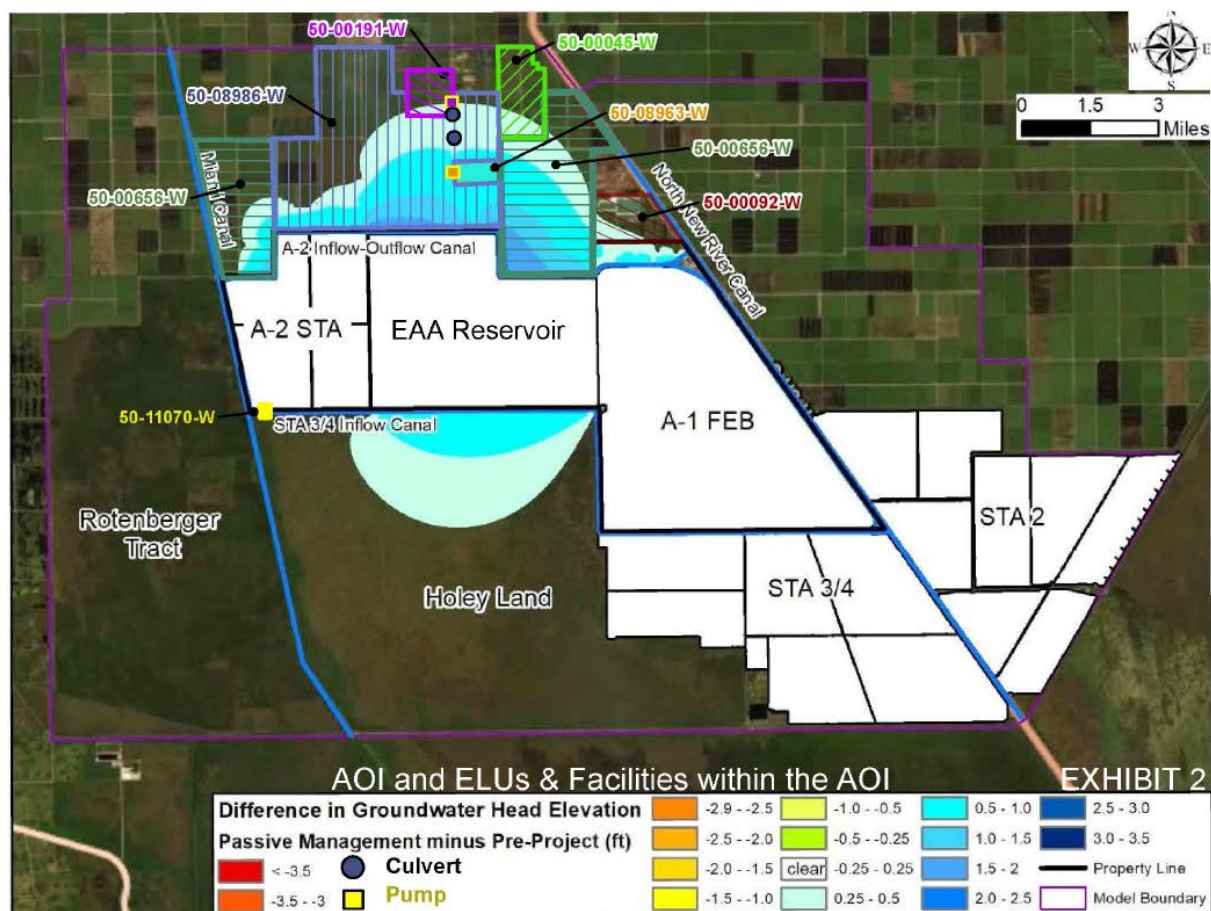 N
W
E
S
0
1.5
3
Miles
50-00191-W
50-00045-W
50-08986-W
50-08963-W
50-00656-W
50-00656-W
50-00092-W
Miami Canal
North New River Canal
A-2 Inflow-Outflow Canal
A-2 STA
EAA Reservoir
A-1 FEB
50-11070-W
STA 3/4 Inflow Canal
Rotenberger
Tract
Holey Land
STA 2
STA 3/4
AOI and ELUs & Facilities within the AOI
EXHIBIT 2
Difference in Groundwater Head Elevation
Passive Management minus Pre-Project (ft)
< -3.5
-3.5 - -3
Culvert
Pump
-2.9 - -2.5
-2.5 - -2.0
-2.0 - -1.5
-1.5 - -1.0
-1.0 - -0.5
-0.5 - -0.25
clear
-0.25 - 0.25
0.25 - 0.5
0.5 - 1.0
1.0 - 1.5
1.5 - 2
2.0 - 2.5
2.5 - 3.0
3.0 - 3.5
Property Line
Model Boundary